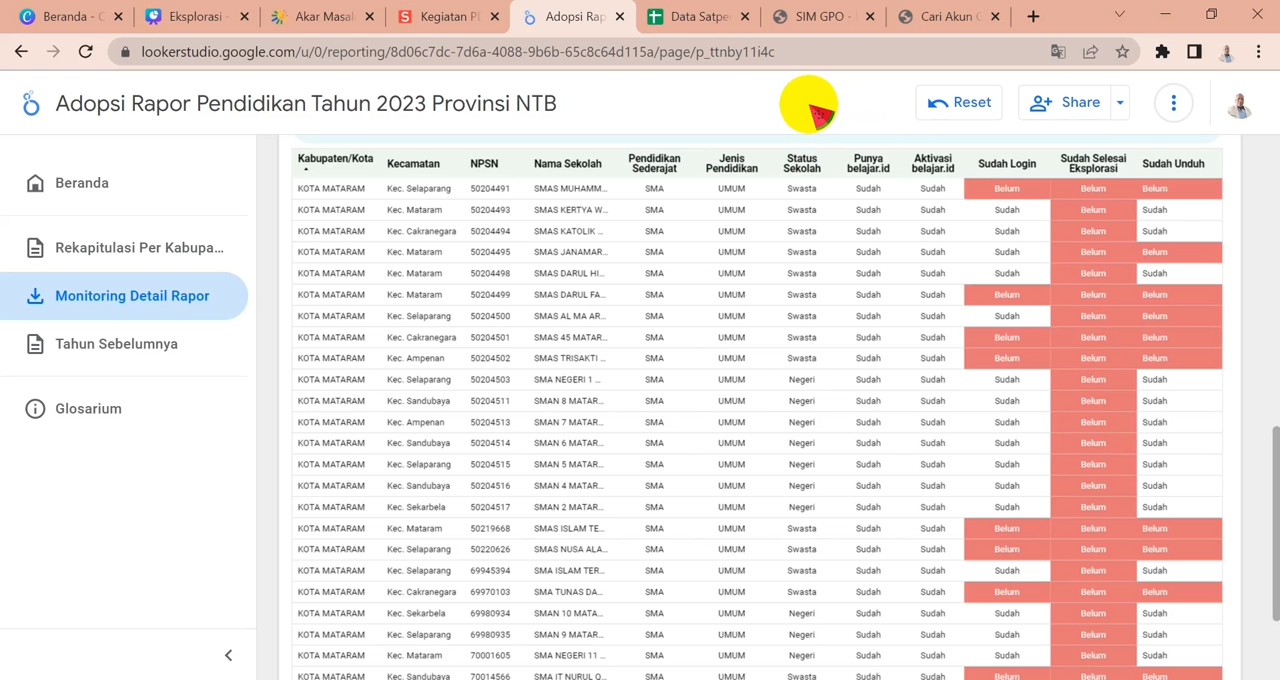 Beranda - C
Eksplorasi -
Akar Masal
Kegiatan PD
Adopsi Rap
Data Satpe
SIM GPO -
Cari Akun G
lookerstudio.google.com/u/0/reporting/8d06c7dc-7d6a-4088-9b6b-65c8c64d115a/page/p_ttnby11i4c
Adopsi Rapor Pendidikan Tahun 2023 Provinsi NTB
Reset
Share
Beranda
Rekapitulasi Per Kabupa...
Monitoring Detail Rapor
Tahun Sebelumnya
Glosarium
Kabupaten/Kota Kecamatan NPSN Nama Sekolah Pendidikan Sederajat Jenis Pendidikan Status Sekolah Punya belajar.id Aktivasi belajar.id Sudah Login Sudah Selesai Eksplorasi Sudah Unduh
KOTA MATARAM Kec. Selaparang 50204491 SMAS MUHAMM... SMA UMUM Swasta Sudah Sudah Belum Belum Belum
KOTA MATARAM Kec. Mataram 50204493 SMAS KERTYA W... SMA UMUM Swasta Sudah Sudah Sudah Belum Sudah
KOTA MATARAM Kec. Cakranegara 50204494 SMAS KATOLIK ... SMA UMUM Swasta Sudah Sudah Sudah Belum Sudah
KOTA MATARAM Kec. Mataram 50204495 SMAS JANAMAR... SMA UMUM Swasta Sudah Sudah Sudah Belum Belum
KOTA MATARAM Kec. Mataram 50204498 SMAS DARUL HI... SMA UMUM Swasta Sudah Sudah Sudah Belum Sudah
KOTA MATARAM Kec. Mataram 50204499 SMAS DARUL FA... SMA UMUM Swasta Sudah Sudah Belum Belum Belum
KOTA MATARAM Kec. Selaparang 50204500 SMAS AL MA AR... SMA UMUM Swasta Sudah Sudah Sudah Belum Belum
KOTA MATARAM Kec. Cakranegara 50204501 SMAS 45 MATAR... SMA UMUM Swasta Sudah Sudah Belum Belum Belum
KOTA MATARAM Kec. Ampenan 50204502 SMAS TRISAKTI ... SMA UMUM Swasta Sudah Sudah Belum Belum Belum
KOTA MATARAM Kec. Selaparang 50204503 SMA NEGERI 1 ... SMA UMUM Negeri Sudah Sudah Sudah Belum Sudah
KOTA MATARAM Kec. Sandubaya 50204511 SMAN 8 MATAR... SMA UMUM Negeri Sudah Sudah Sudah Belum Sudah
KOTA MATARAM Kec. Ampenan 50204513 SMAN 7 MATAR... SMA UMUM Negeri Sudah Sudah Sudah Belum Sudah
KOTA MATARAM Kec. Sandubaya 50204514 SMAN 6 MATAR... SMA UMUM Negeri Sudah Sudah Sudah Belum Sudah
KOTA MATARAM Kec. Selaparang 50204515 SMAN 5 MATAR... SMA UMUM Negeri Sudah Sudah Sudah Belum Sudah
KOTA MATARAM Kec. Sandubaya 50204516 SMAN 4 MATAR... SMA UMUM Negeri Sudah Sudah Sudah Belum Sudah
KOTA MATARAM Kec. Sekarbela 50204517 SMAN 2 MATAR... SMA UMUM Negeri Sudah Sudah Sudah Belum Sudah
KOTA MATARAM Kec. Mataram 50219668 SMAS ISLAM TE... SMA UMUM Swasta Sudah Sudah Belum Belum Belum
KOTA MATARAM Kec. Selaparang 50220626 SMAS NUSA ALA... SMA UMUM Swasta Sudah Sudah Belum Belum Belum
KOTA MATARAM Kec. Selaparang 69945394 SMA ISLAM TER... SMA UMUM Swasta Sudah Sudah Sudah Belum Sudah
KOTA MATARAM Kec. Cakranegara 69970103 SMA TUNAS DA... SMA UMUM Swasta Sudah Sudah Belum Belum Belum
KOTA MATARAM Kec. Sekarbela 69980934 SMAN 10 MATA... SMA UMUM Negeri Sudah Sudah Sudah Belum Sudah
KOTA MATARAM Kec. Selaparang 69980935 SMAN 9 MATAR... SMA UMUM Negeri Sudah Sudah Sudah Belum Sudah
KOTA MATARAM Kec. Mataram 70001605 SMA NEGERI 11 ... SMA UMUM Negeri Sudah Sudah Sudah Belum Sudah
KOTA MATARAM Kec. Sandubaya 70014566 SMA IT NURUL Q... SMA UMUM Swasta Sudah Sudah Belum Belum Belum